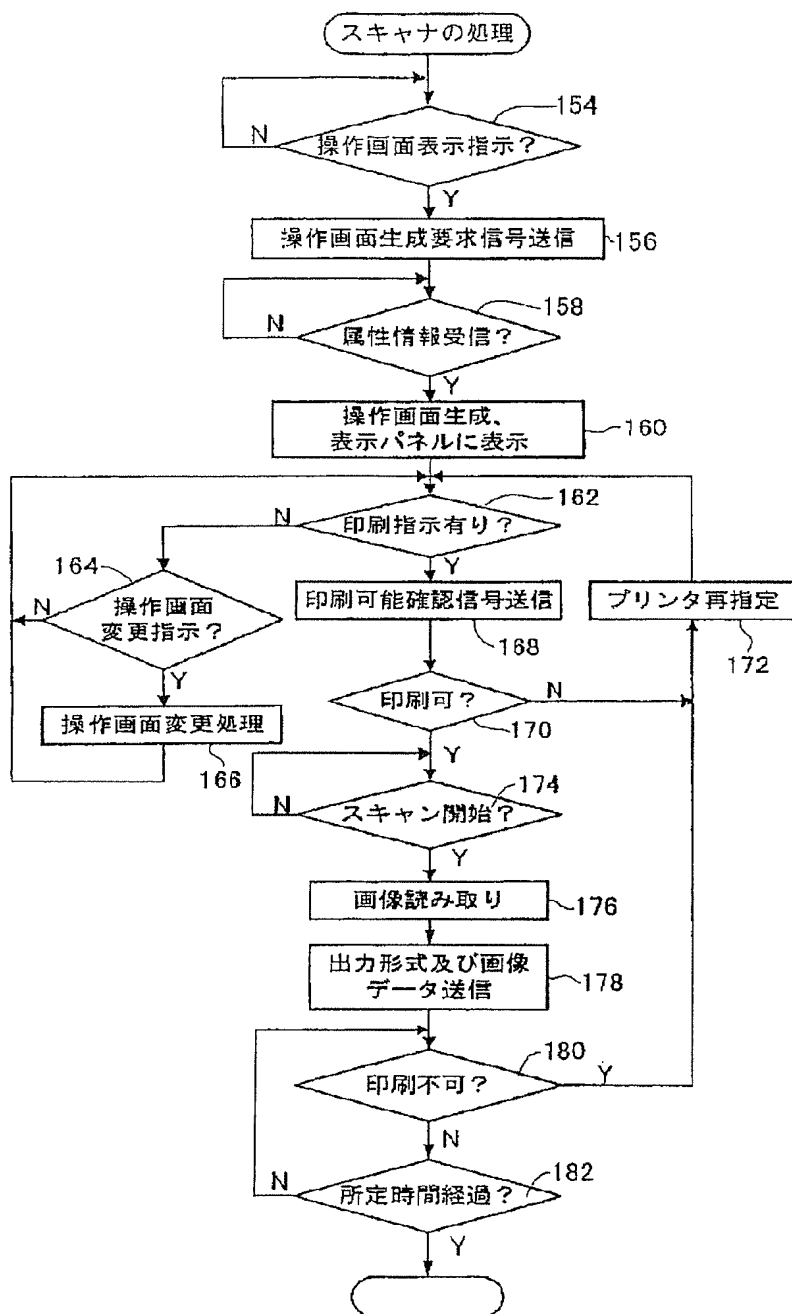 スキャナの処理
154
N
操作画面表示指示?
Y
操作画面生成要求信号送信
156
158
N
属性情報受信?
Y
操作画面生成、
表示パネルに表示
160
162
N
印刷指示有り?
Y
164
N
操作画面
変更指示?
Y
操作画面変更処理
166
印刷可能確認信号送信
168
プリンタ再指定
172
印刷可?
N
170
Y
174
N
スキャン開始?
Y
画像読み取り
176
出力形式及び画像
データ送信
178
180
印刷不可?
Y
N
182
N
所定時間経過?
Y